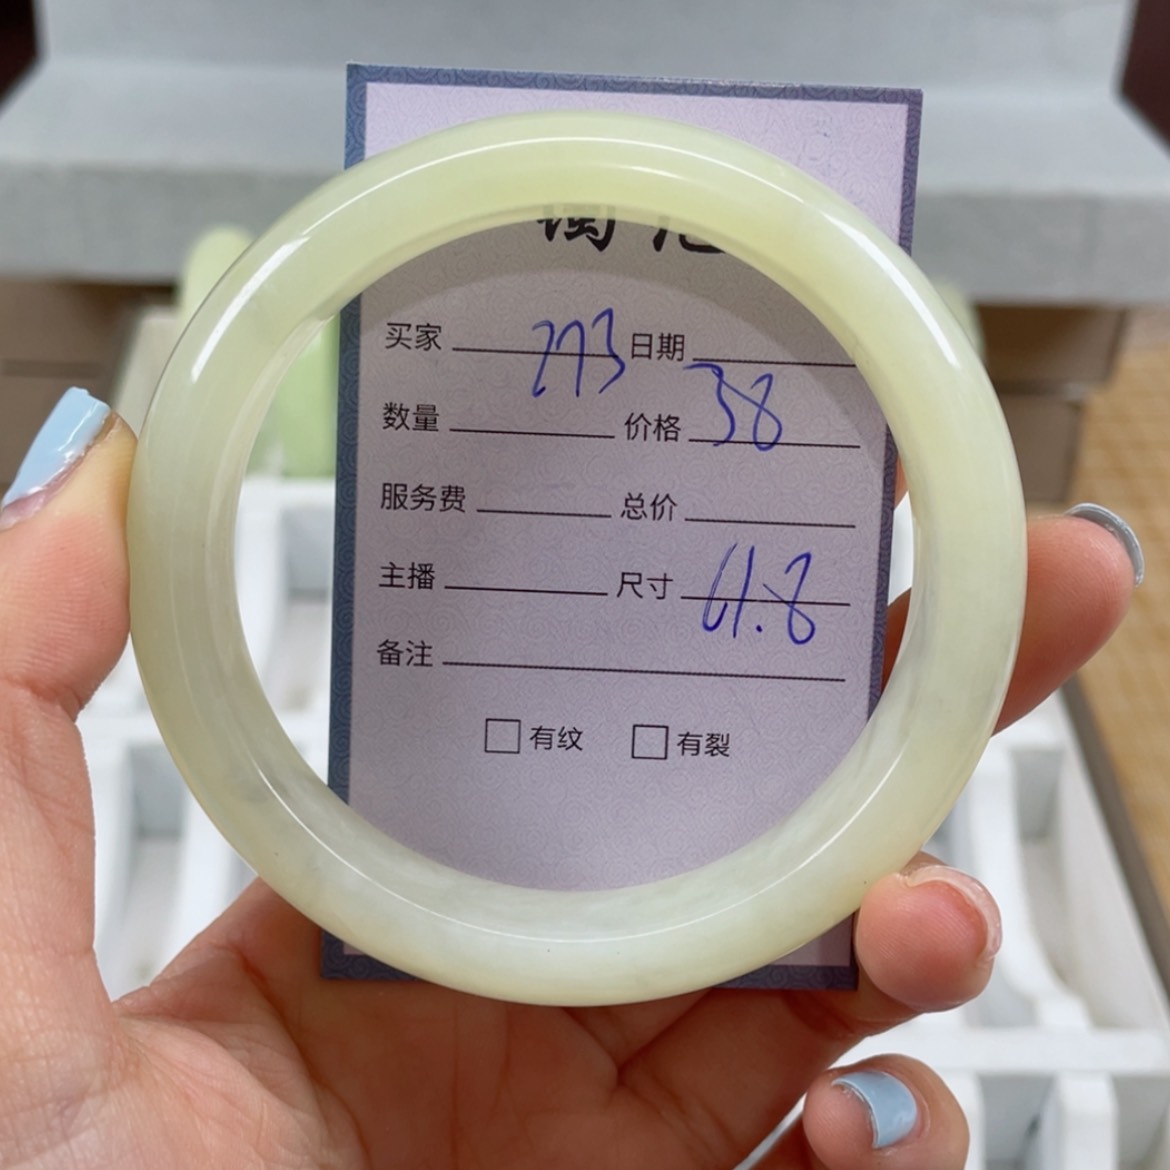 买家 273 日期
数量 价格 38
服务费 总价
主播 尺寸 61.8
备注
□有纹 □有裂